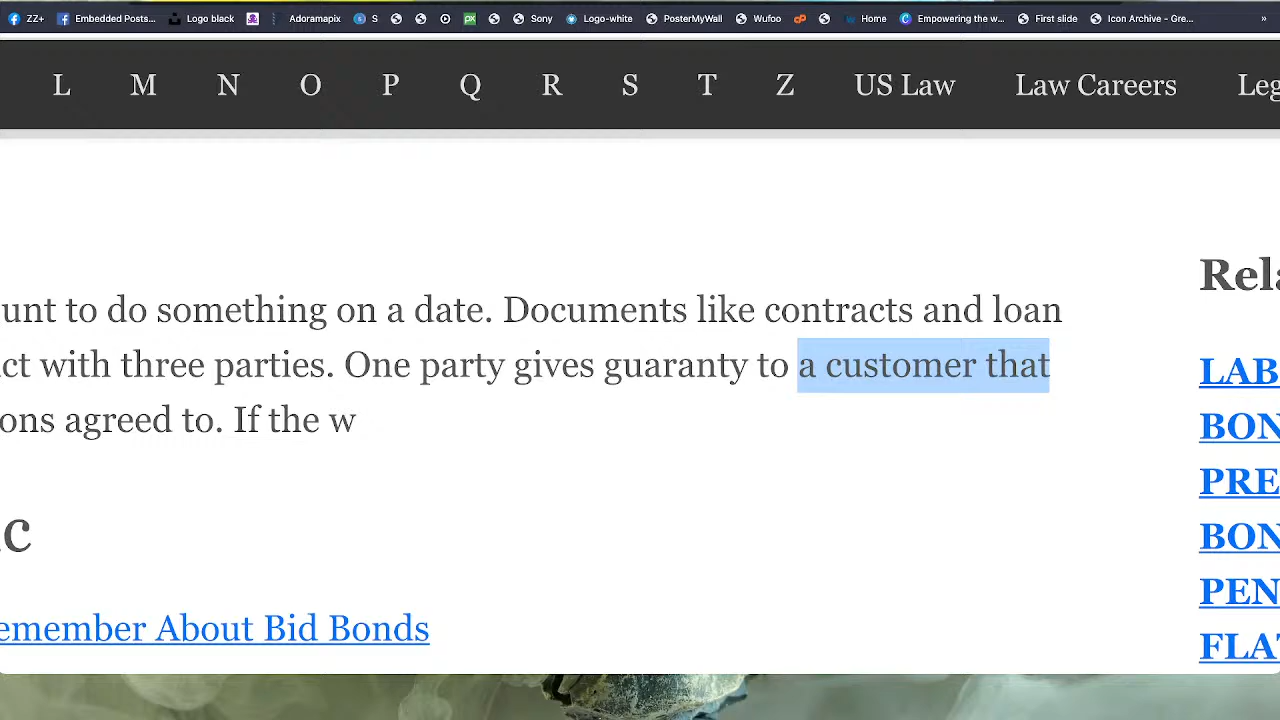 ZZ+ Embedded Posts... Logo black Adoramapix S Sony Logo-white PosterMyWall Wufoo Home Empowering the w... First slide Icon Archive - Gre... »
L M N O P Q R S T Z US Law Law Careers Leg
unt to do something on a date. Documents like contracts and loan
ct with three parties. One party gives guaranty to a customer that
ons agreed to. If the w
Rela
LAB
BON
PRE
BON
PEN
FLAT
c
emember About Bid Bonds